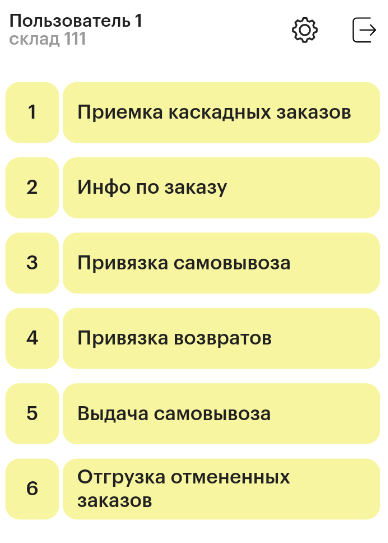 Пользователь 1
склад 111
1 Приемка каскадных заказов
2 Инфо по заказу
3 Привязка самовывоза
4 Привязка возвратов
5 Выдача самовывоза
6 Отгрузка отмененных
заказов